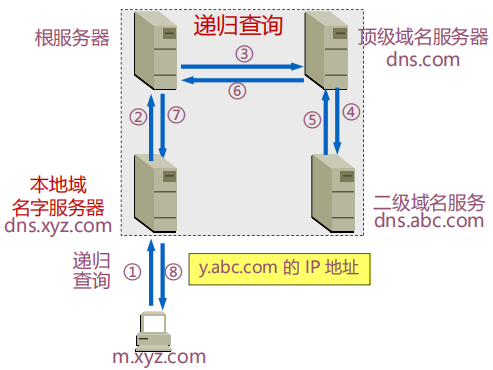 递归查询
根服务器
顶级域名服务器
dns.com
③
⑥
②
⑦
⑤
④
本地域
名字服务器
dns.xyz.com
二级域名服务
dns.abc.com
递归
查询
①
⑧
y.abc.com 的 IP 地址
m.xyz.com